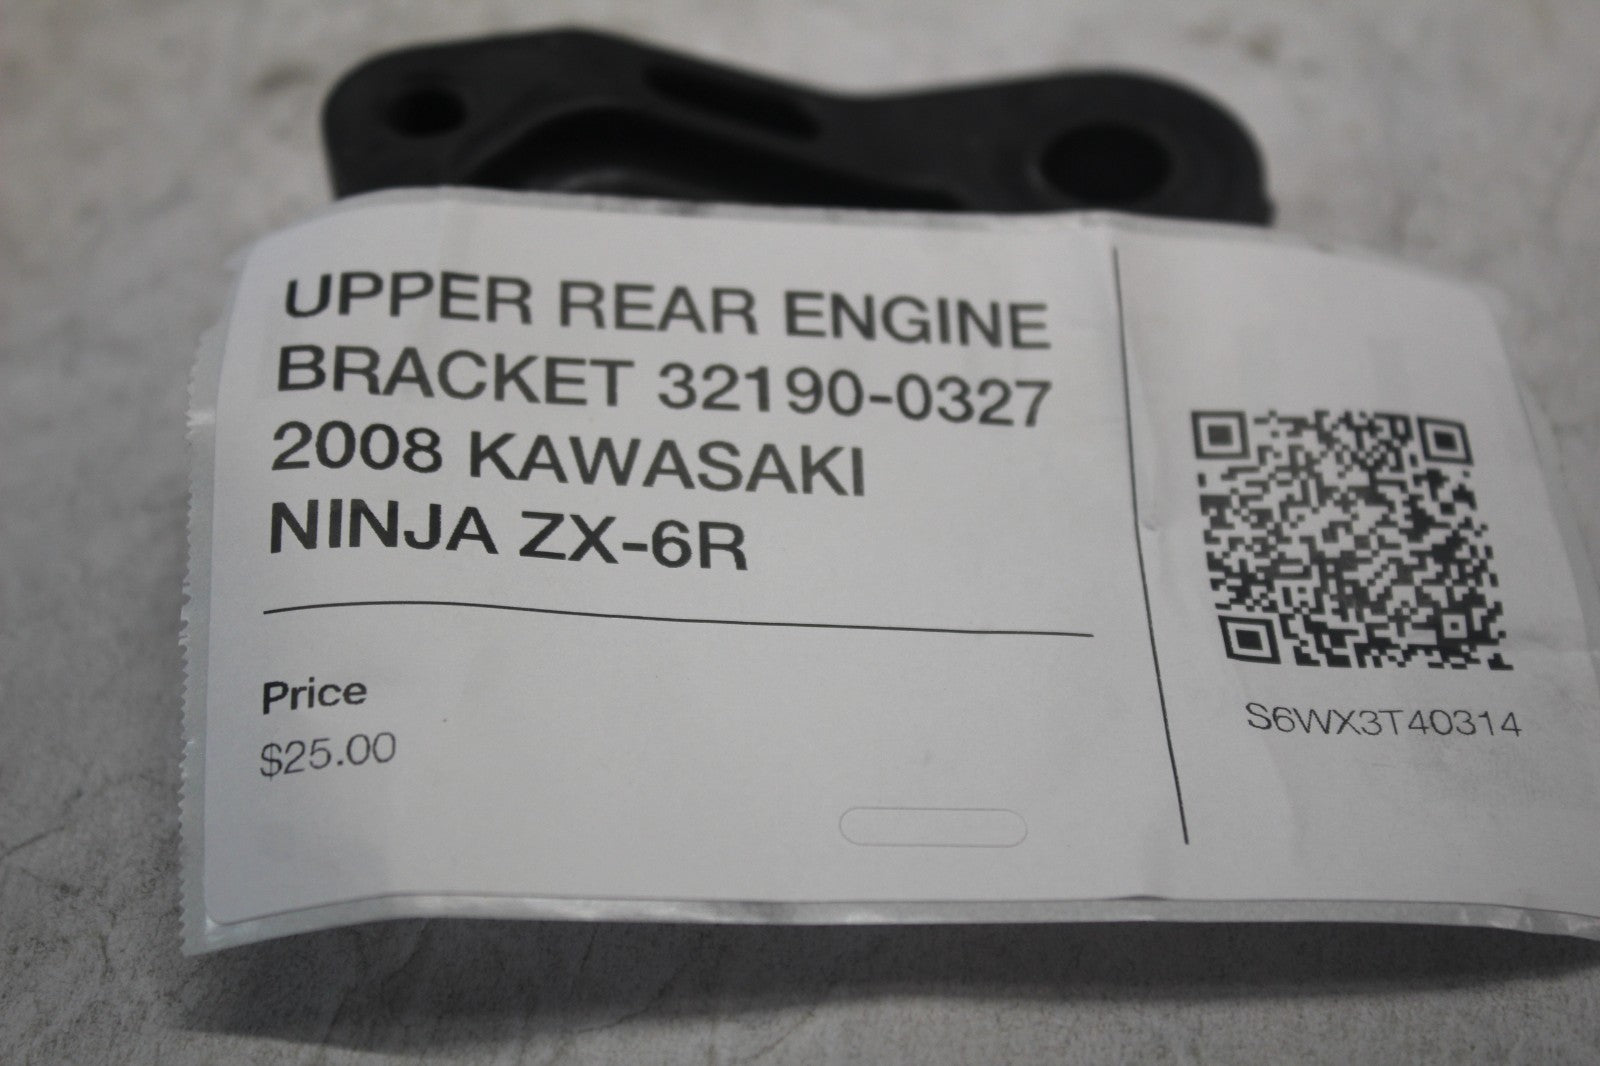 UPPER REAR ENGINE
BRACKET 32190-0327
2008 KAWASAKI
NINJA ZX-6R
Price
$25.00
S6WX3T40314